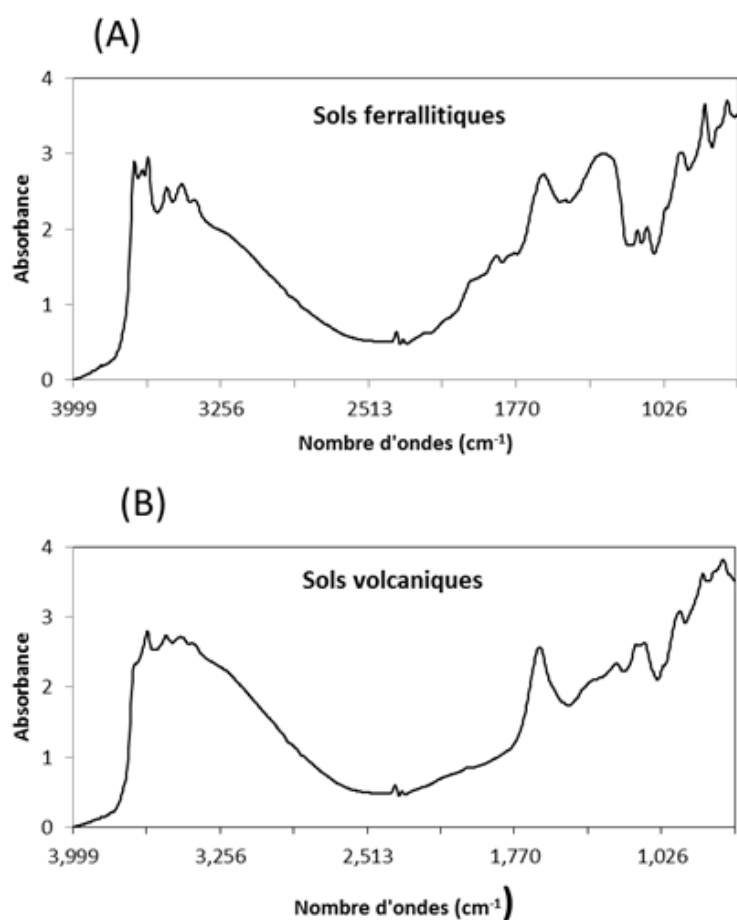 (A)
Sols ferrallitiques
Absorbance
4
3
2
1
0
3999 3256 2513 1770 1026
Nombre d'ondes (cm⁻¹)
(B)
Sols volcaniques
Absorbance
4
3
2
1
0
3,999 3,256 2,513 1,770 1,026
Nombre d'ondes (cm⁻¹)